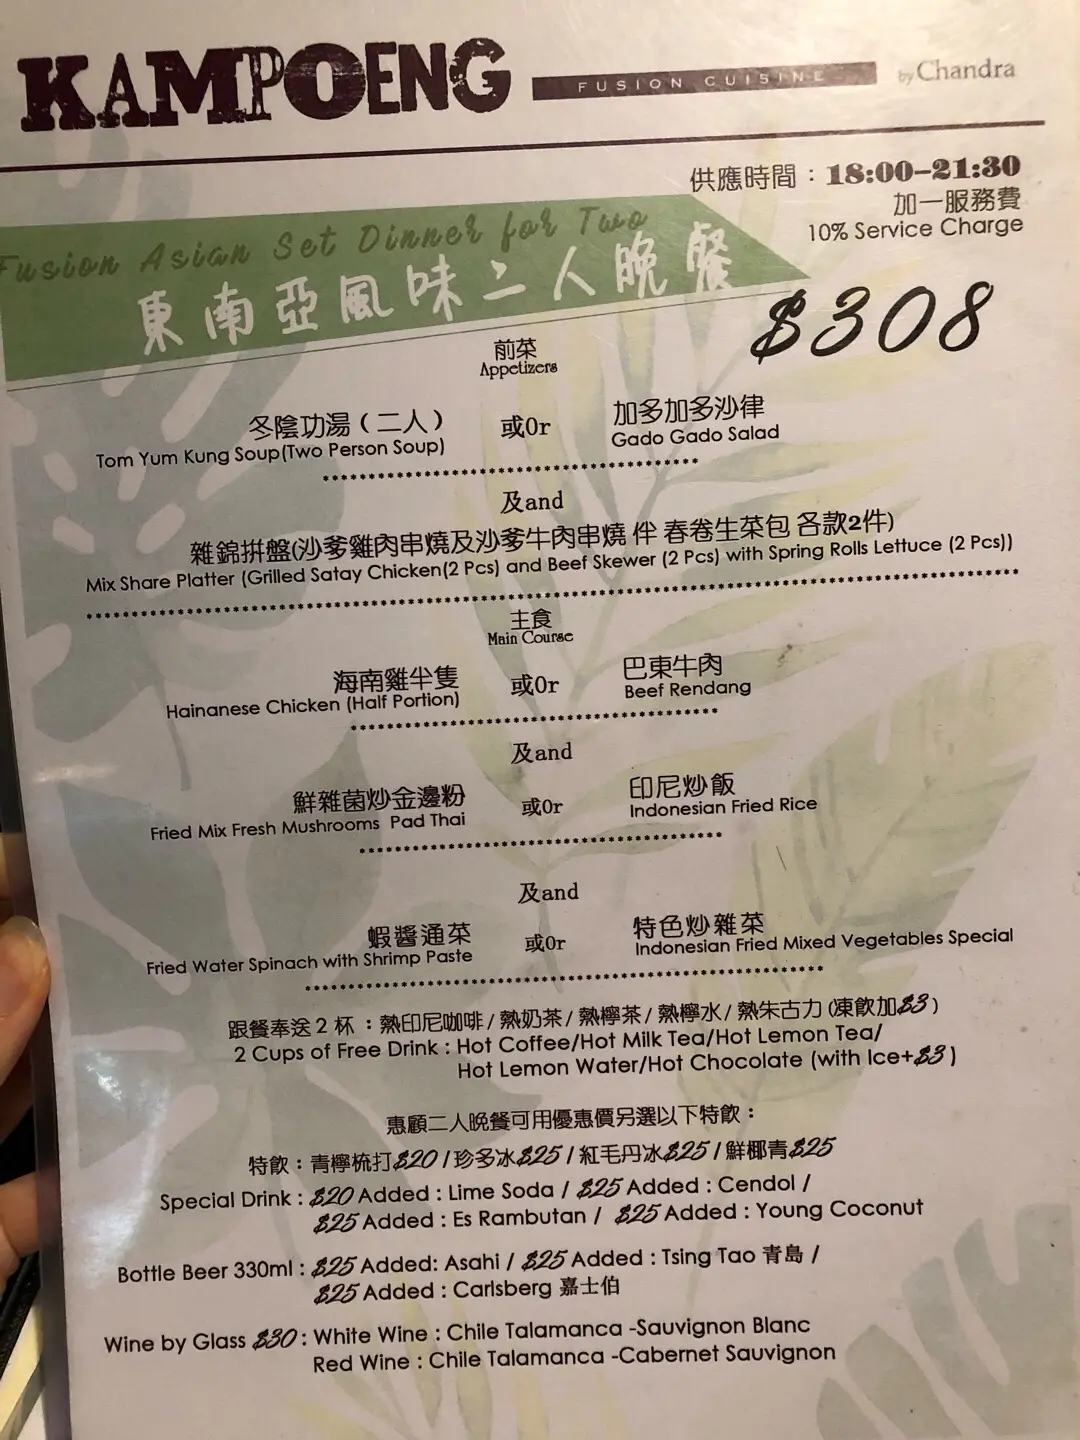 KAMPOENG FUSION CUISINE by Chandra
供應時間：18:00-21:30
加一服務費
10% Service Charge
Fusion Asian Set Dinner for Two
東南亞風味二人晚餐
$308
前菜
Appetizers
冬陰功湯（二人） 或Or 加多加多沙律
Tom Yum Kung Soup(Two Person Soup) Gado Gado Salad
及and
雜錦拼盤(沙爹雞肉串燒及沙爹牛肉串燒 伴 春卷生菜包 各款2件)
Mix Share Platter (Grilled Satay Chicken(2 Pcs) and Beef Skewer (2 Pcs) with Spring Rolls Lettuce (2 Pcs))
主食
Main Course
海南雞半隻 或Or 巴東牛肉
Hainanese Chicken (Half Portion) Beef Rendang
及and
鮮雜菌炒金邊粉 或Or 印尼炒飯
Fried Mix Fresh Mushrooms Pad Thai Indonesian Fried Rice
及and
蝦醬通菜 或Or 特色炒雜菜
Fried Water Spinach with Shrimp Paste Indonesian Fried Mixed Vegetables Special
跟餐奉送2杯：熱印尼咖啡/熱奶茶/熱檸茶/熱檸水/熱朱古力(凍飲加$3)
2 Cups of Free Drink : Hot Coffee/Hot Milk Tea/Hot Lemon Tea/
Hot Lemon Water/Hot Chocolate (with Ice+$3)
惠顧二人晚餐可用優惠價另選以下特飲：
特飲：青檸梳打$20/珍多冰$25/紅毛丹冰$25/鮮椰青$25
Special Drink : $20 Added : Lime Soda / $25 Added : Cendol /
$25 Added : Es Rambutan / $25 Added : Young Coconut
Bottle Beer 330ml : $25 Added: Asahi / $25 Added : Tsing Tao 青島 /
$25 Added : Carlsberg 嘉士伯
Wine by Glass $30 : White Wine : Chile Talamanca -Sauvignon Blanc
Red Wine : Chile Talamanca -Cabernet Sauvignon